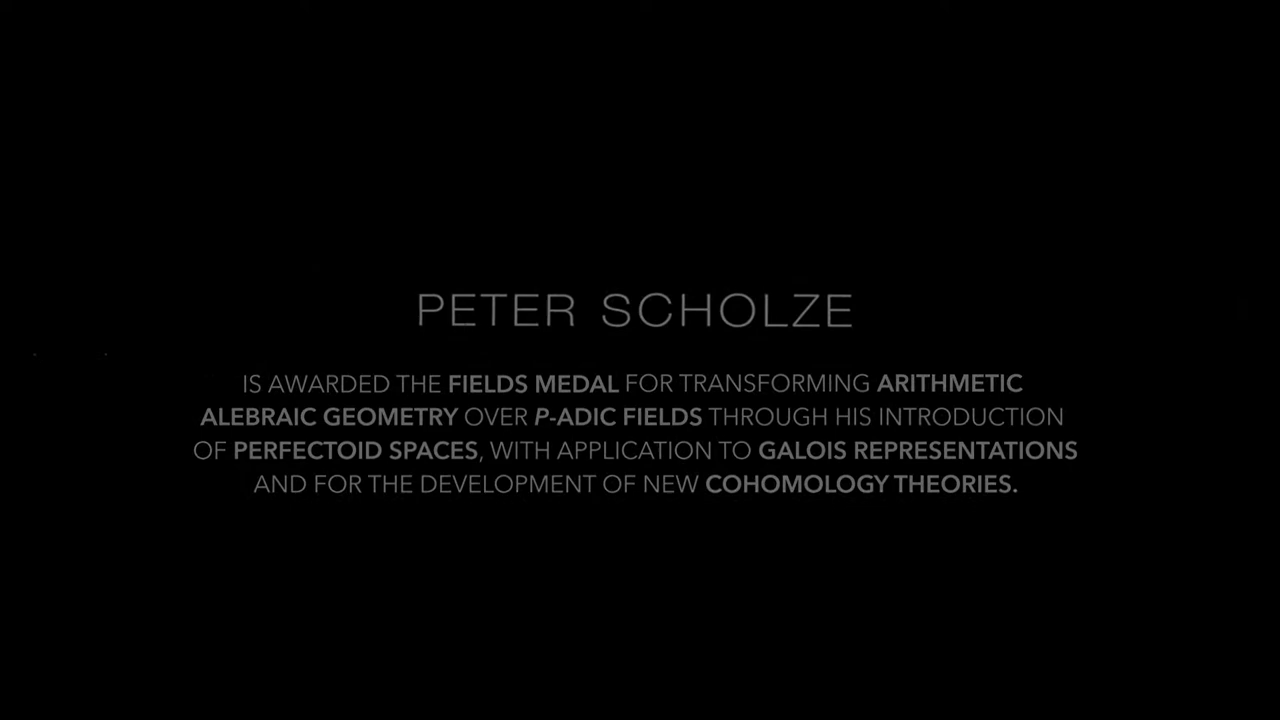 PETER SCHOLZE
IS AWARDED THE FIELDS MEDAL FOR TRANSFORMING ARITHMETIC
ALEBRAIC GEOMETRY OVER P-ADIC FIELDS THROUGH HIS INTRODUCTION
OF PERFECTOID SPACES, WITH APPLICATION TO GALOIS REPRESENTATIONS
AND FOR THE DEVELOPMENT OF NEW COHOMOLOGY THEORIES.